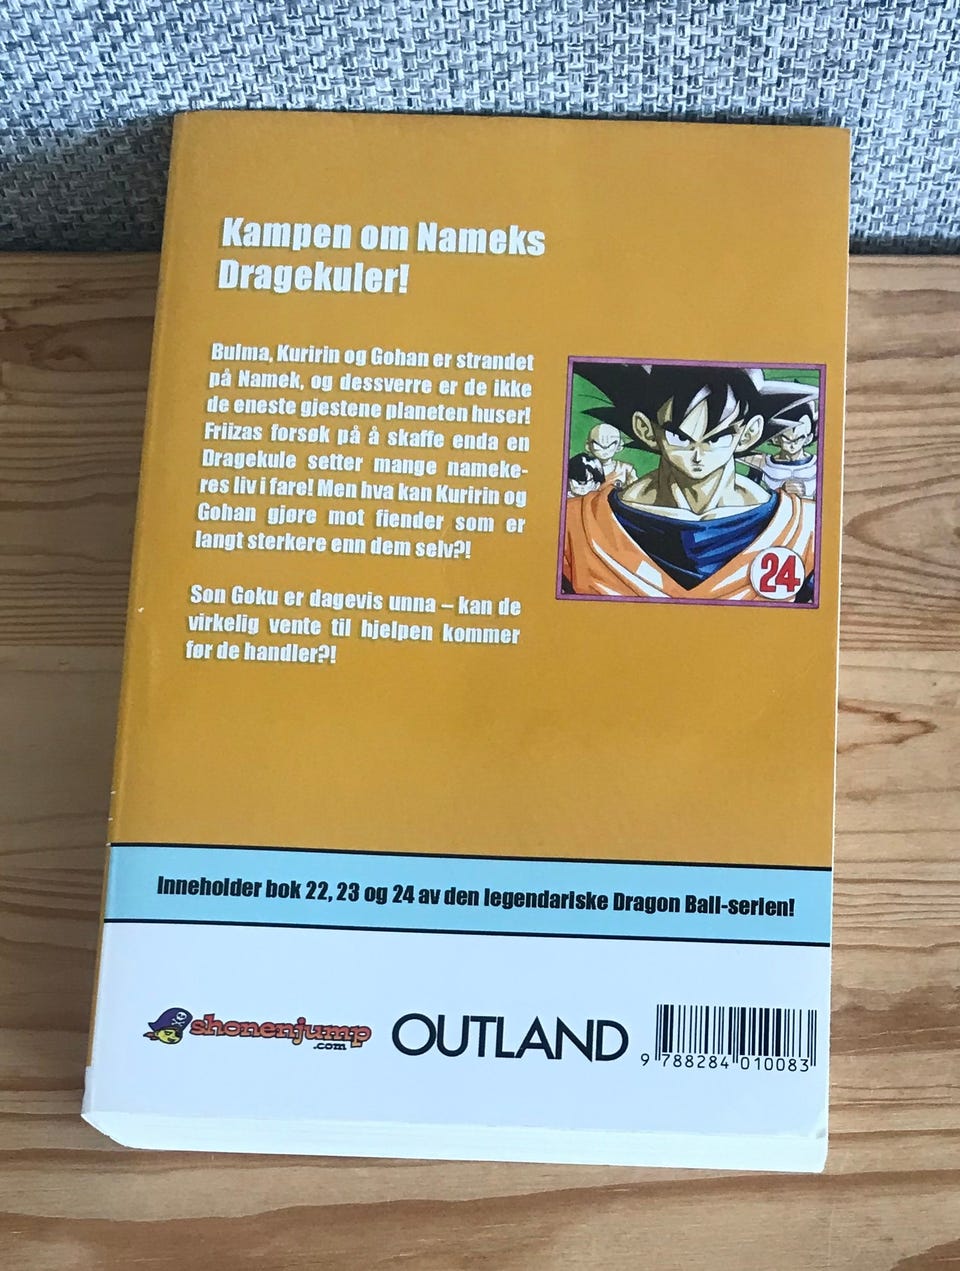 Kampen om Nameks
Dragekuler!
Bulma, Kuririn og Gohan er strandet
på Namek, og dessverre er de ikke
de eneste gjestene planeten huser!
Friizas forsøk på å skaffe enda en
Dragekule setter mange nameke-
res liv i fare! Men hva kan Kuririn og
Gohan gjøre mot fiender som er
langt sterkere enn dem selv?!
Son Goku er dagevis unna – kan de
virkelig vente til hjelpen kommer
før de handler?!
24
Inneholder bok 22, 23 og 24 av den legendariske Dragon Ball-serien!
shonenjump
.com
OUTLAND
9 788284 010083